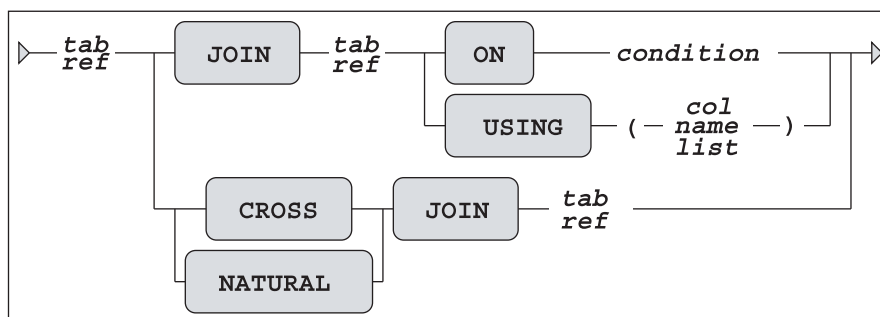 tab ref JOIN tab ref ON condition
USING ( col name list )
CROSS JOIN tab ref
NATURAL